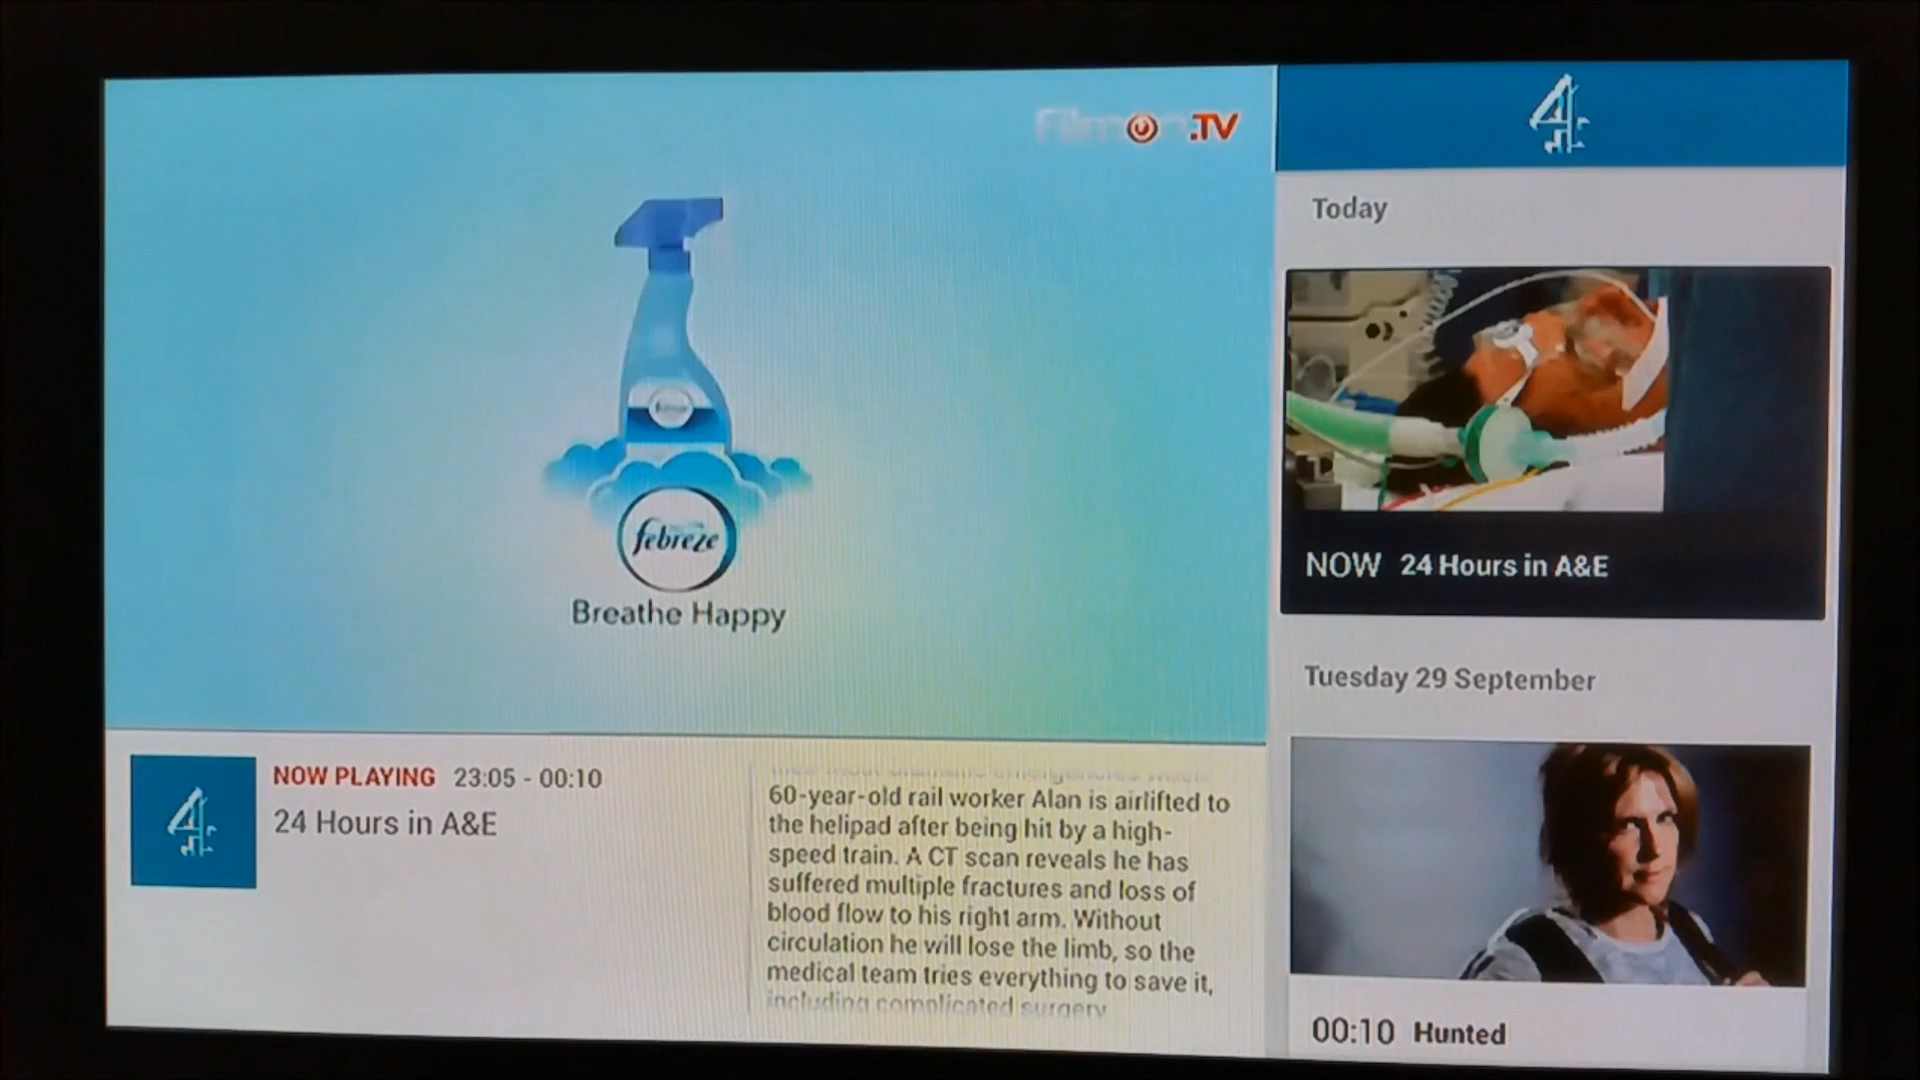 FilmOn.TV
febreze
Breathe Happy
NOW PLAYING 23:05 - 00:10
24 Hours in A&E
60-year-old rail worker Alan is airlifted to
the helipad after being hit by a high-
speed train. A CT scan reveals he has
suffered multiple fractures and loss of
blood flow to his right arm. Without
circulation he will lose the limb, so the
medical team tries everything to save it,
including complicated surgery
4
Today
NOW 24 Hours in A&E
Tuesday 29 September
00:10 Hunted